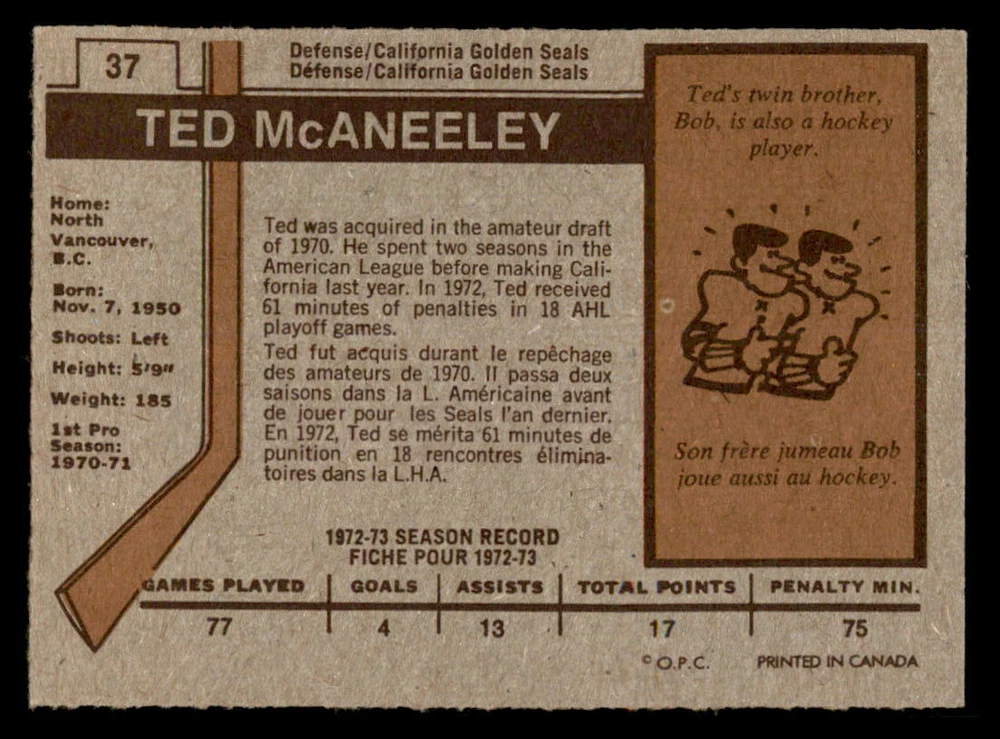 37
Defense/California Golden Seals
Défense/California Golden Seals
TED McANEELEY
Home:
North
Vancouver,
B.C.
Born:
Nov. 7, 1950
Shoots: Left
Height: 5'9"
Weight: 185
1st Pro
Season:
1970-71
Ted was acquired in the amateur draft
of 1970. He spent two seasons in the
American League before making Cali-
fornia last year. In 1972, Ted received
61 minutes of penalties in 18 AHL
playoff games.
Ted fut acquis durant le repêchage
des amateurs de 1970. Il passa deux
saisons dans la L. Américaine avant
de jouer pour les Seals l'an dernier.
En 1972, Ted se mérita 61 minutes de
punition en 18 rencontres élimina-
toires dans la L.H.A.
Ted's twin brother,
Bob, is also a hockey
player.
Son frère jumeau Bob
joue aussi au hockey.
1972-73 SEASON RECORD
FICHE POUR 1972-73
GAMES PLAYED GOALS ASSISTS TOTAL POINTS PENALTY MIN.
77 4 13 17 75
© O.P.C. PRINTED IN CANADA